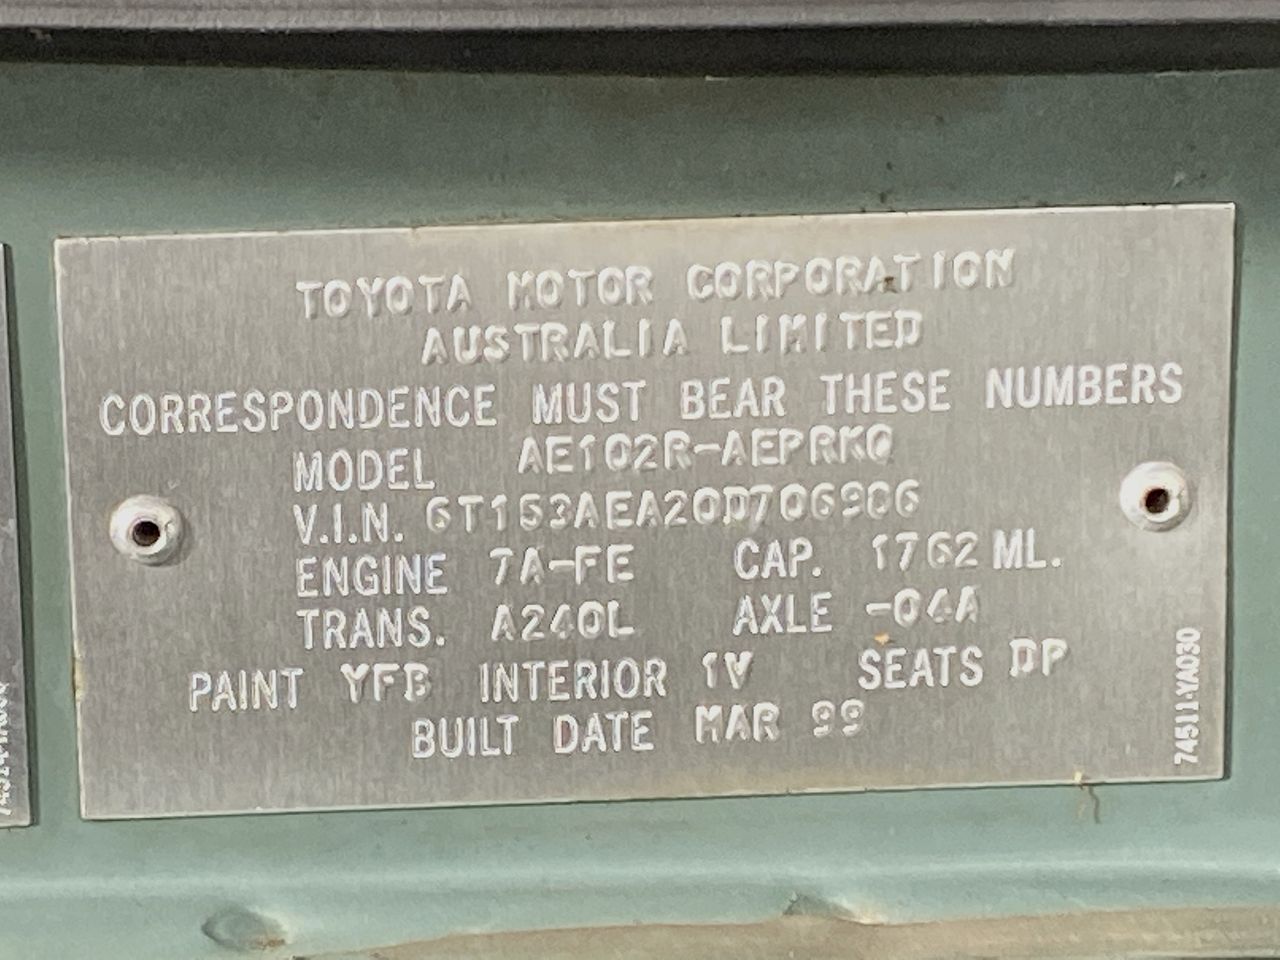 TOYOTA MOTOR CORPORATION
AUSTRALIA LIMITED
CORRESPONDENCE MUST BEAR THESE NUMBERS
MODEL AE102R-AEPRKQ
V.I.N. 6T153AEA20D706906
ENGINE 7A-FE CAP. 1762 ML.
TRANS. A240L AXLE -04A
PAINT YFB INTERIOR 1V SEATS DP
BUILT DATE MAR 99
74511-YA030